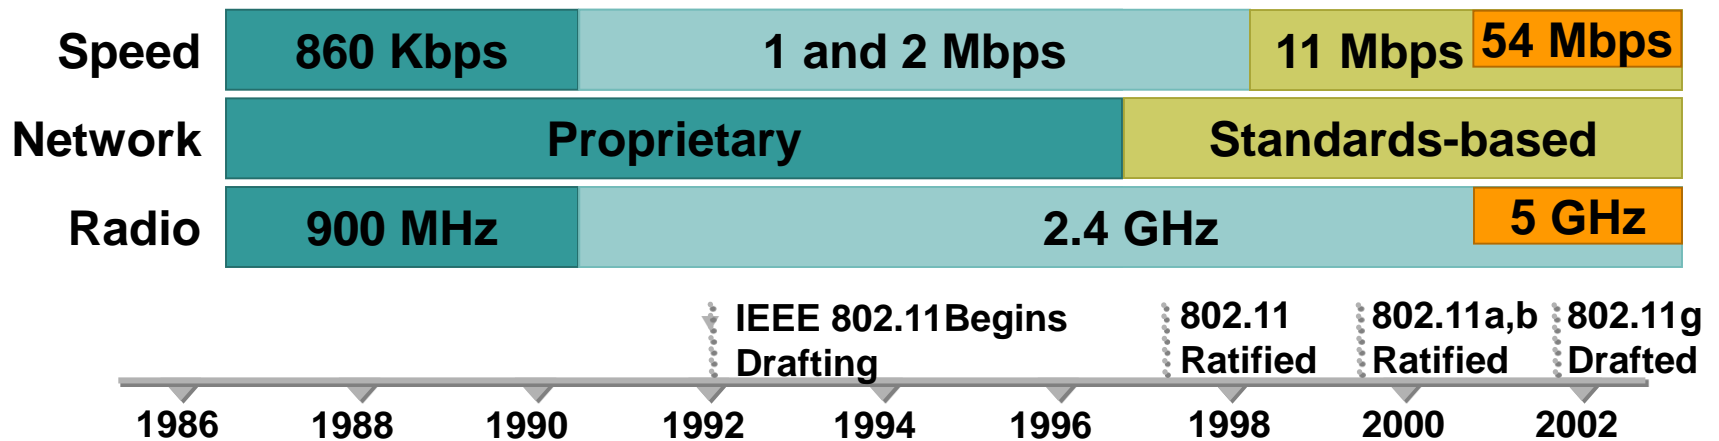 Speed 860 Kbps 1 and 2 Mbps 11 Mbps 54 Mbps
Network Proprietary Standards-based
Radio 900 MHz 2.4 GHz 5 GHz
IEEE 802.11Begins 802.11 802.11a,b 802.11g
Drafting Ratified Ratified Drafted
1986 1988 1990 1992 1994 1996 1998 2000 2002